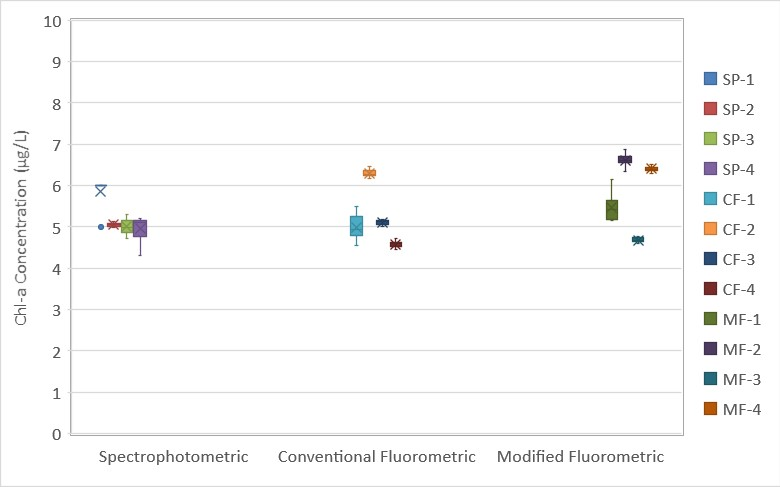 Chl-a Concentration (µg/L)
10
9
8
7
6
5
4
3
2
1
0
Spectrophotometric
Conventional Fluorometric
Modified Fluorometric
SP-1
SP-2
SP-3
SP-4
CF-1
CF-2
CF-3
CF-4
MF-1
MF-2
MF-3
MF-4